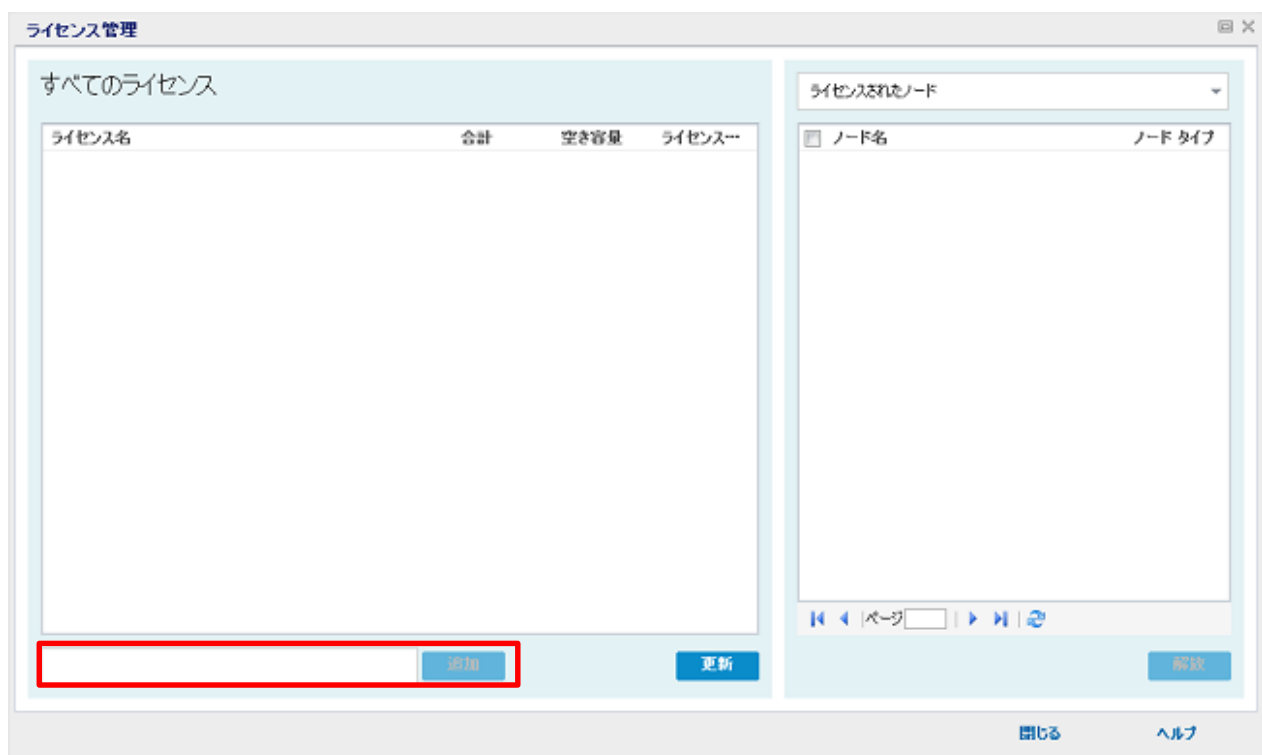 ライセンス管理
すべてのライセンス
ライセンス名 合計 空き容量 ライセンス…
追加
更新
ライセンスされたノード
ノード名 ノード タイプ
ページ
解放
閉じる ヘルプ